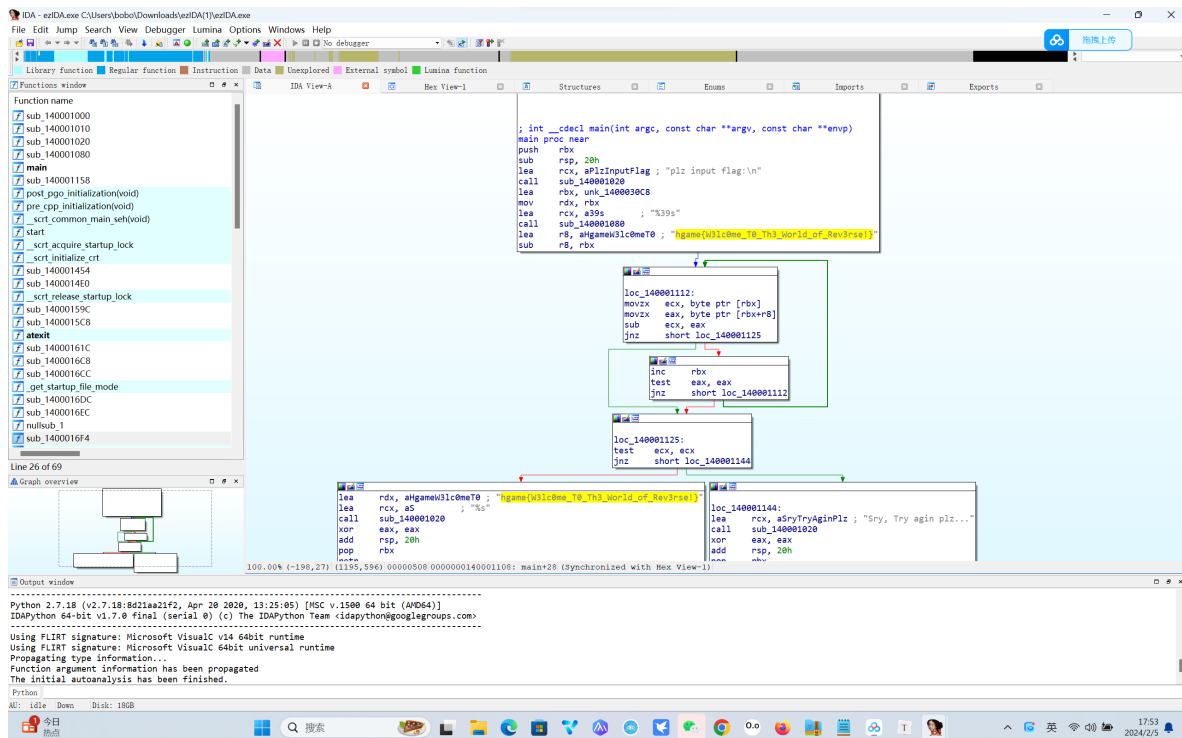 IDA - ezIDA.exe C:\Users\bobo\Downloads\ezIDA(1)\ezIDA.exe
File Edit Jump Search View Debugger Lumina Options Windows Help
No debugger
拖拽上传
Library function Regular function Instruction Data Unexplored External symbol Lumina function
Functions window
IDA View-A Hex View-1 Structures Enums Imports Exports
Function name
sub_140001000
sub_140001010
sub_140001020
sub_140001080
main
sub_140001158
post_pgo_initialization(void)
pre_cpp_initialization(void)
__scrt_common_main_seh(void)
start
__scrt_acquire_startup_lock
__scrt_initialize_crt
sub_140001454
sub_1400014E0
__scrt_release_startup_lock
sub_14000159C
sub_1400015C8
atexit
sub_14000161C
sub_1400016C8
sub_1400016CC
_get_startup_file_mode
sub_1400016DC
sub_1400016EC
nullsub_1
sub_1400016F4
Line 26 of 69
Graph overview
; int __cdecl main(int argc, const char **argv, const char **envp)
main proc near
push rbx
sub rsp, 20h
lea rcx, aPlzInputFlag ; "plz input flag:\n"
call sub_140001020
lea rbx, unk_1400030C8
mov rdx, rbx
lea rcx, a39s ; "%39s"
call sub_140001080
lea r8, aHgameW3lc0meT0 ; "hgame{W3lc0me_T0_Th3_World_of_Rev3rse!}"
sub r8, rbx
loc_140001112:
movzx ecx, byte ptr [rbx]
movzx eax, byte ptr [rbx+r8]
sub ecx, eax
jnz short loc_140001125
inc rbx
test eax, eax
jnz short loc_140001112
loc_140001125:
test ecx, ecx
jnz short loc_140001144
lea rdx, aHgameW3lc0meT0 ; "hgame{W3lc0me_T0_Th3_World_of_Rev3rse!}"
lea rcx, aS ; "%s"
call sub_140001020
xor eax, eax
add rsp, 20h
pop rbx
loc_140001144:
lea rcx, aSryTryAginPlz ; "Sry, Try agin plz..."
call sub_140001020
xor eax, eax
add rsp, 20h
100.00% (-198,27) (1195,596) 00000508 0000000140001108: main+28 (Synchronized with Hex View-1)
Output window
Python 2.7.18 (v2.7.18:8d21aa21f2, Apr 20 2020, 13:25:05) [MSC v.1500 64 bit (AMD64)]
IDAPython 64-bit v1.7.0 final (serial 0) (c) The IDAPython Team <idapython@googlegroups.com>
Using FLIRT signature: Microsoft VisualC v14 64bit runtime
Using FLIRT signature: Microsoft VisualC 64bit universal runtime
Propagating type information...
Function argument information has been propagated
The initial autoanalysis has been finished.
Python
AU: idle Down Disk: 18GB
1
今日
热点
搜索
0.0
T
英
17:53
2024/2/5